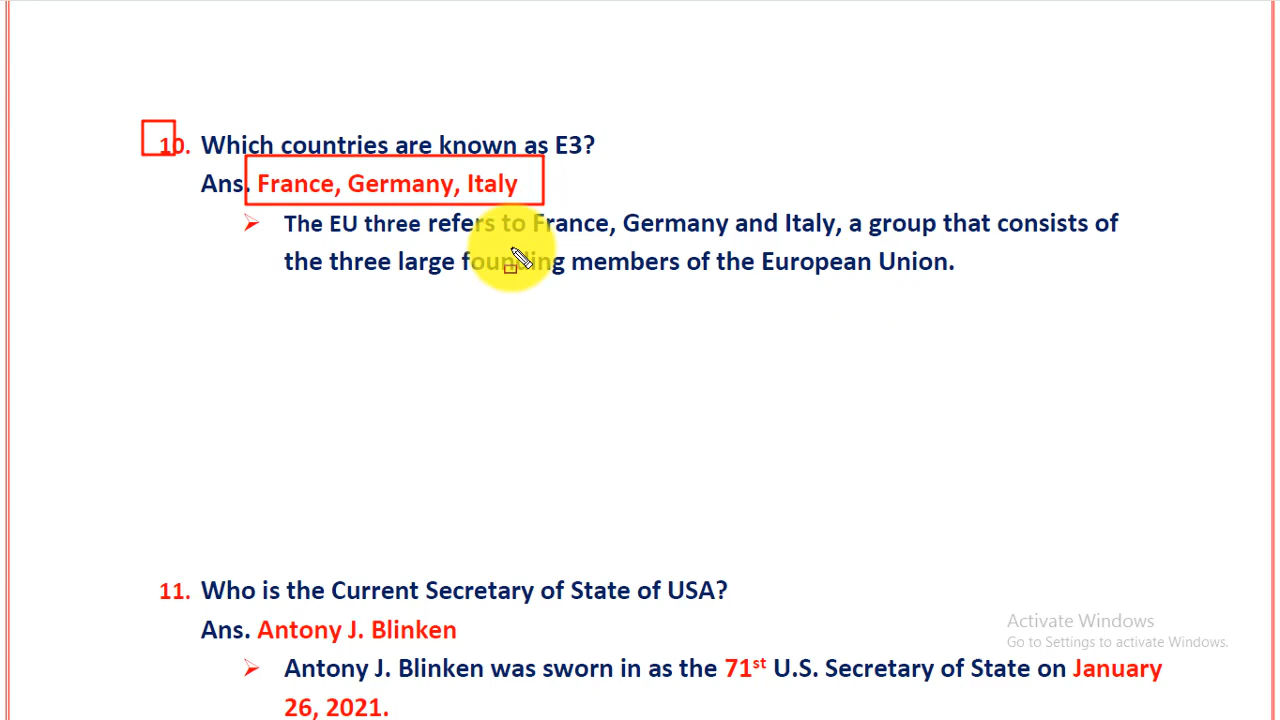 10. Which countries are known as E3?
Ans. France, Germany, Italy
➢ The EU three refers to France, Germany and Italy, a group that consists of
the three large founding members of the European Union.
11. Who is the Current Secretary of State of USA?
Ans. Antony J. Blinken
➢ Antony J. Blinken was sworn in as the 71st U.S. Secretary of State on January
26, 2021.
Activate Windows
Go to Settings to activate Windows.